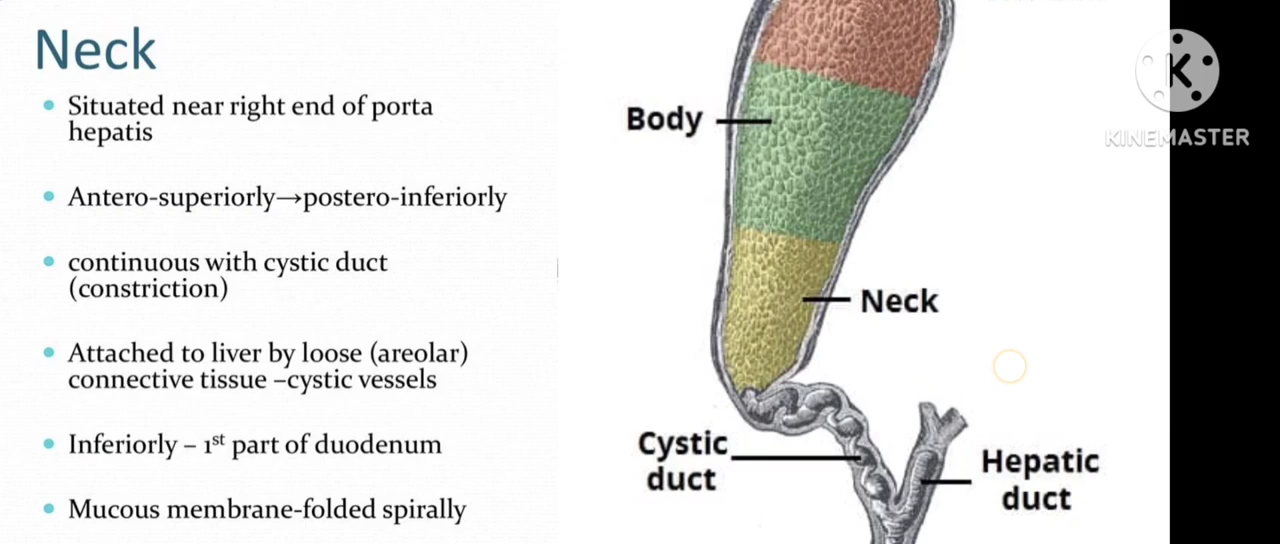 Neck
Situated near right end of porta
hepatis
Antero-superiorly→postero-inferiorly
continuous with cystic duct
(constriction)
Attached to liver by loose (areolar)
connective tissue –cystic vessels
Inferiorly – 1st part of duodenum
Mucous membrane-folded spirally
Body
Neck
Cystic
duct
Hepatic
duct
K
KINEMASTER